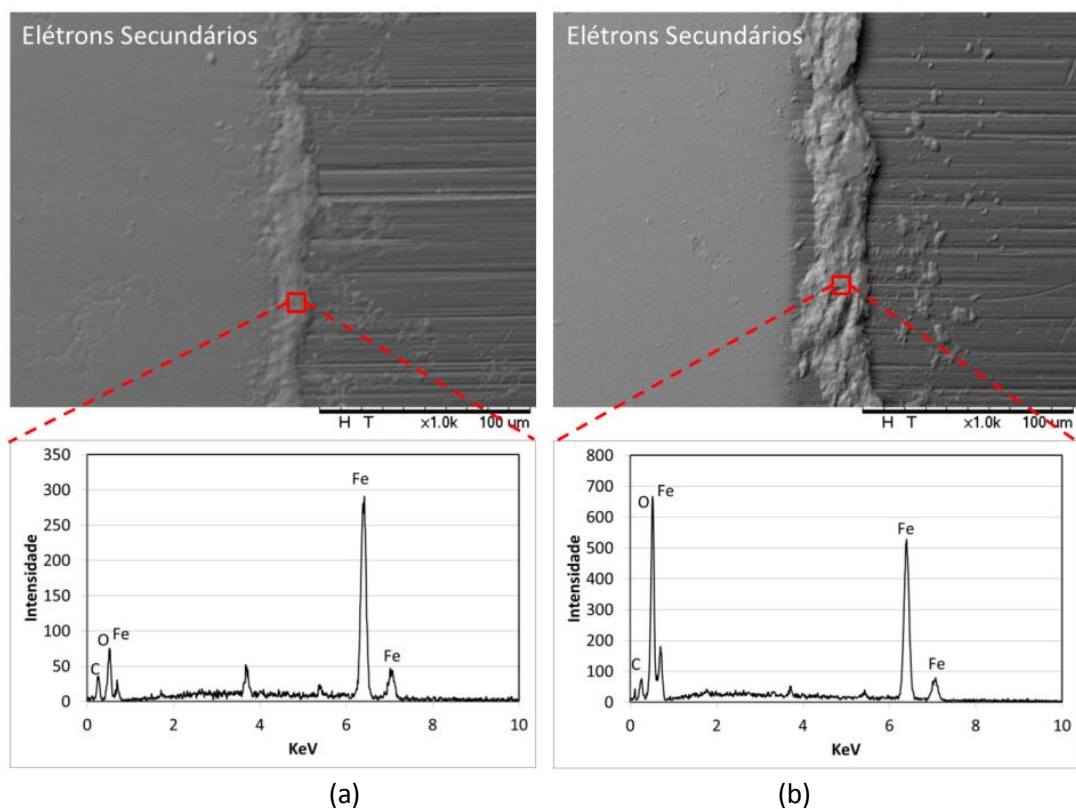 Elétrons Secundários
Elétrons Secundários
H T ×1.0k 100 um
H T ×1.0k 100 um
350
300
250
200
150
100
50
0
Intensidade
C
O
Fe
Fe
Fe
0 2 4 6 8 10
KeV
800
700
600
500
400
300
200
100
0
Intensidade
C
O
Fe
Fe
Fe
0 2 4 6 8 10
KeV
(a)
(b)